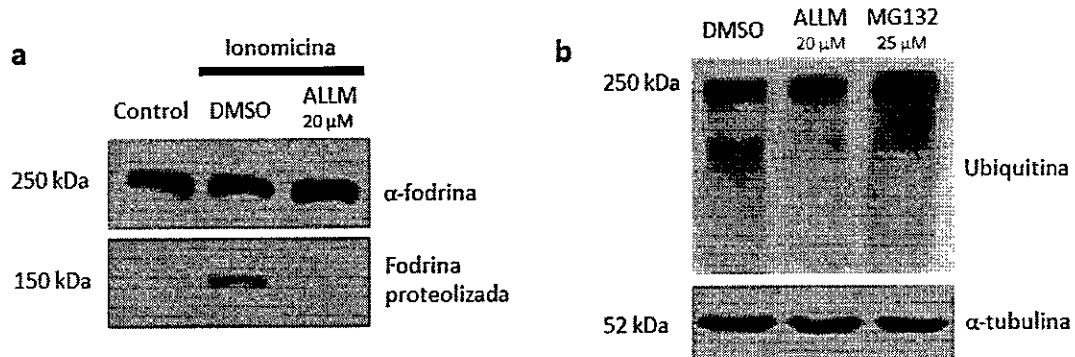 a
Ionomicina
Control DMSO ALLM
20 µM
250 kDa
α-fodrina
150 kDa
Fodrina
proteolizada
b
DMSO ALLM MG132
20 µM 25 µM
250 kDa
Ubiquitina
52 kDa
α-tubulina